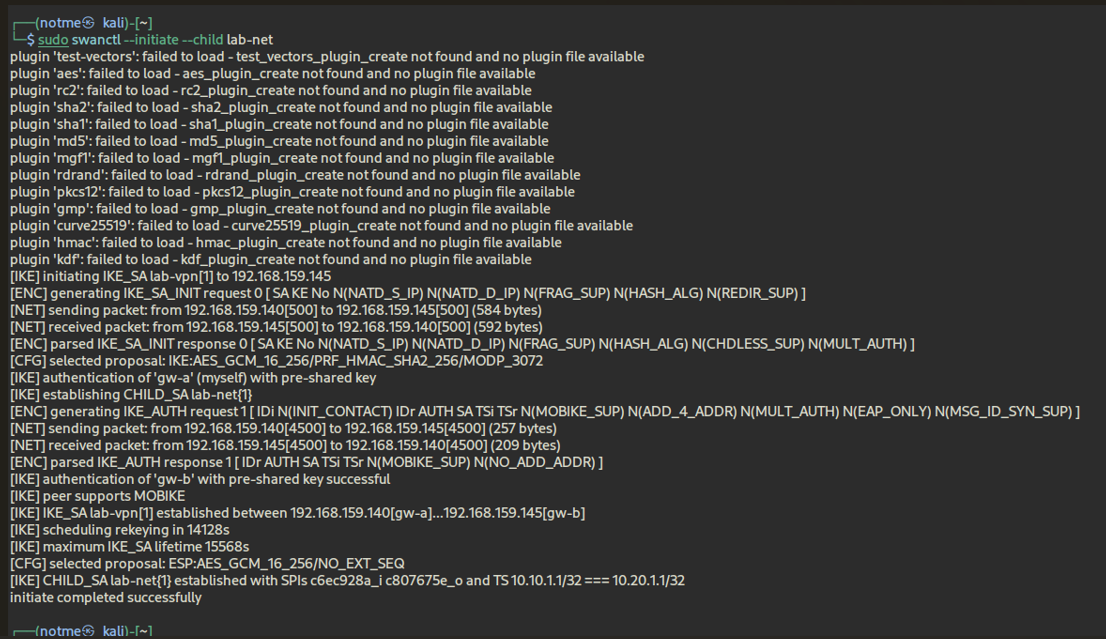 ┌──(notme㉿ kali)-[~]
└─$ sudo swanctl --initiate --child lab-net
plugin 'test-vectors': failed to load - test_vectors_plugin_create not found and no plugin file available
plugin 'aes': failed to load - aes_plugin_create not found and no plugin file available
plugin 'rc2': failed to load - rc2_plugin_create not found and no plugin file available
plugin 'sha2': failed to load - sha2_plugin_create not found and no plugin file available
plugin 'sha1': failed to load - sha1_plugin_create not found and no plugin file available
plugin 'md5': failed to load - md5_plugin_create not found and no plugin file available
plugin 'mgf1': failed to load - mgf1_plugin_create not found and no plugin file available
plugin 'rdrand': failed to load - rdrand_plugin_create not found and no plugin file available
plugin 'pkcs12': failed to load - pkcs12_plugin_create not found and no plugin file available
plugin 'gmp': failed to load - gmp_plugin_create not found and no plugin file available
plugin 'curve25519': failed to load - curve25519_plugin_create not found and no plugin file available
plugin 'hmac': failed to load - hmac_plugin_create not found and no plugin file available
plugin 'kdf': failed to load - kdf_plugin_create not found and no plugin file available
[IKE] initiating IKE_SA lab-vpn[1] to 192.168.159.145
[ENC] generating IKE_SA_INIT request 0 [ SA KE No N(NATD_S_IP) N(NATD_D_IP) N(FRAG_SUP) N(HASH_ALG) N(REDIR_SUP) ]
[NET] sending packet: from 192.168.159.140[500] to 192.168.159.145[500] (584 bytes)
[NET] received packet: from 192.168.159.145[500] to 192.168.159.140[500] (592 bytes)
[ENC] parsed IKE_SA_INIT response 0 [ SA KE No N(NATD_S_IP) N(NATD_D_IP) N(FRAG_SUP) N(HASH_ALG) N(CHDLESS_SUP) N(MULT_AUTH) ]
[CFG] selected proposal: IKE:AES_GCM_16_256/PRF_HMAC_SHA2_256/MODP_3072
[IKE] authentication of 'gw-a' (myself) with pre-shared key
[IKE] establishing CHILD_SA lab-net{1}
[ENC] generating IKE_AUTH request 1 [ IDi N(INIT_CONTACT) IDr AUTH SA TSi TSr N(MOBIKE_SUP) N(ADD_4_ADDR) N(MULT_AUTH) N(EAP_ONLY) N(MSG_ID_SYN_SUP) ]
[NET] sending packet: from 192.168.159.140[4500] to 192.168.159.145[4500] (257 bytes)
[NET] received packet: from 192.168.159.145[4500] to 192.168.159.140[4500] (209 bytes)
[ENC] parsed IKE_AUTH response 1 [ IDr AUTH SA TSi TSr N(MOBIKE_SUP) N(NO_ADD_ADDR) ]
[IKE] authentication of 'gw-b' with pre-shared key successful
[IKE] peer supports MOBIKE
[IKE] IKE_SA lab-vpn[1] established between 192.168.159.140[gw-a]...192.168.159.145[gw-b]
[IKE] scheduling rekeying in 14128s
[IKE] maximum IKE_SA lifetime 15568s
[CFG] selected proposal: ESP:AES_GCM_16_256/NO_EXT_SEQ
[IKE] CHILD_SA lab-net{1} established with SPIs c6ec928a_i c807675e_o and TS 10.10.1.1/32 === 10.20.1.1/32
initiate completed successfully
┌──(notme㉿ kali)-[~]